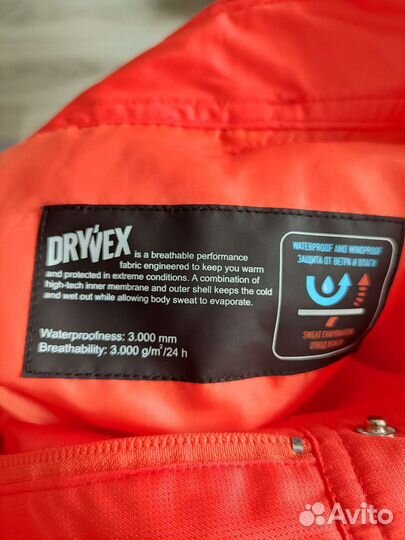 DRYVEX
is a breathable performance
fabric engineered to keep you warm
and protected in extreme conditions. A combination of
high-tech inner membrane and outer shell keeps the cold
and wet out while allowing body sweat to evaporate.
Waterproofness: 3.000 mm
Breathability: 3.000 g/m²/24 h
WATERPROOF AND WINDPROOF
ЗАЩИТА ОТ ВЕТРА И ВЛАГИ
SWEAT EVAPORATION
ОТВОД ВЛАГИ
Avito